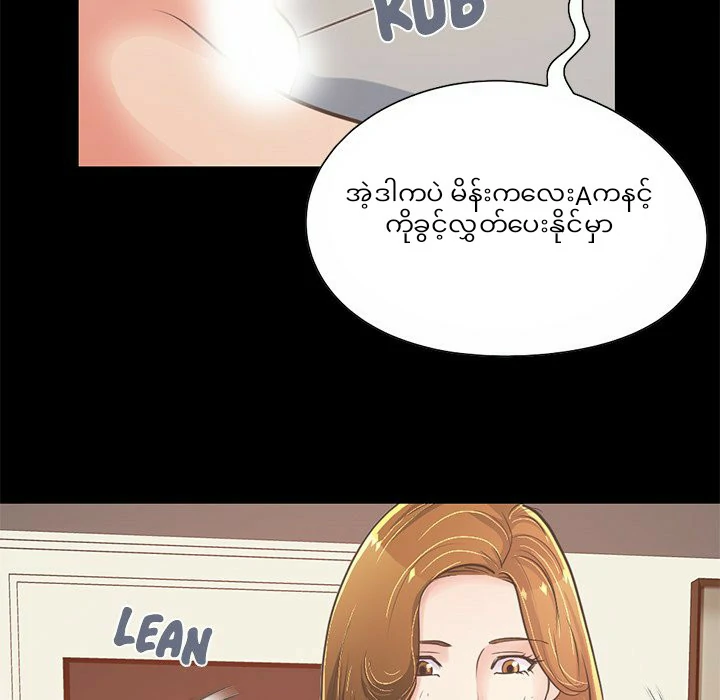 RUB
အဲ့ဒါကပဲ မိန်းကလေးAကနင့်
ကိုခွင့်လွှတ်ပေးနိုင်မှာ
LEAN